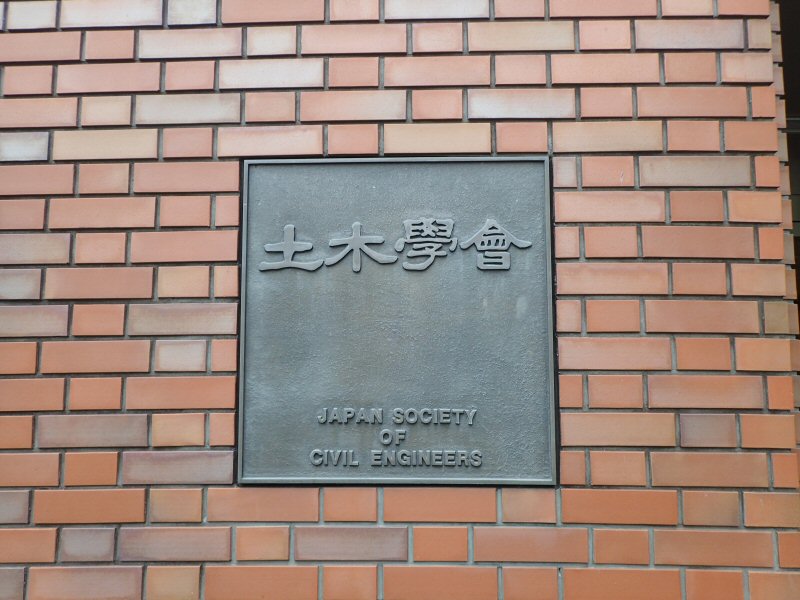 土木學會
JAPAN SOCIETY
OF
CIVIL ENGINEERS